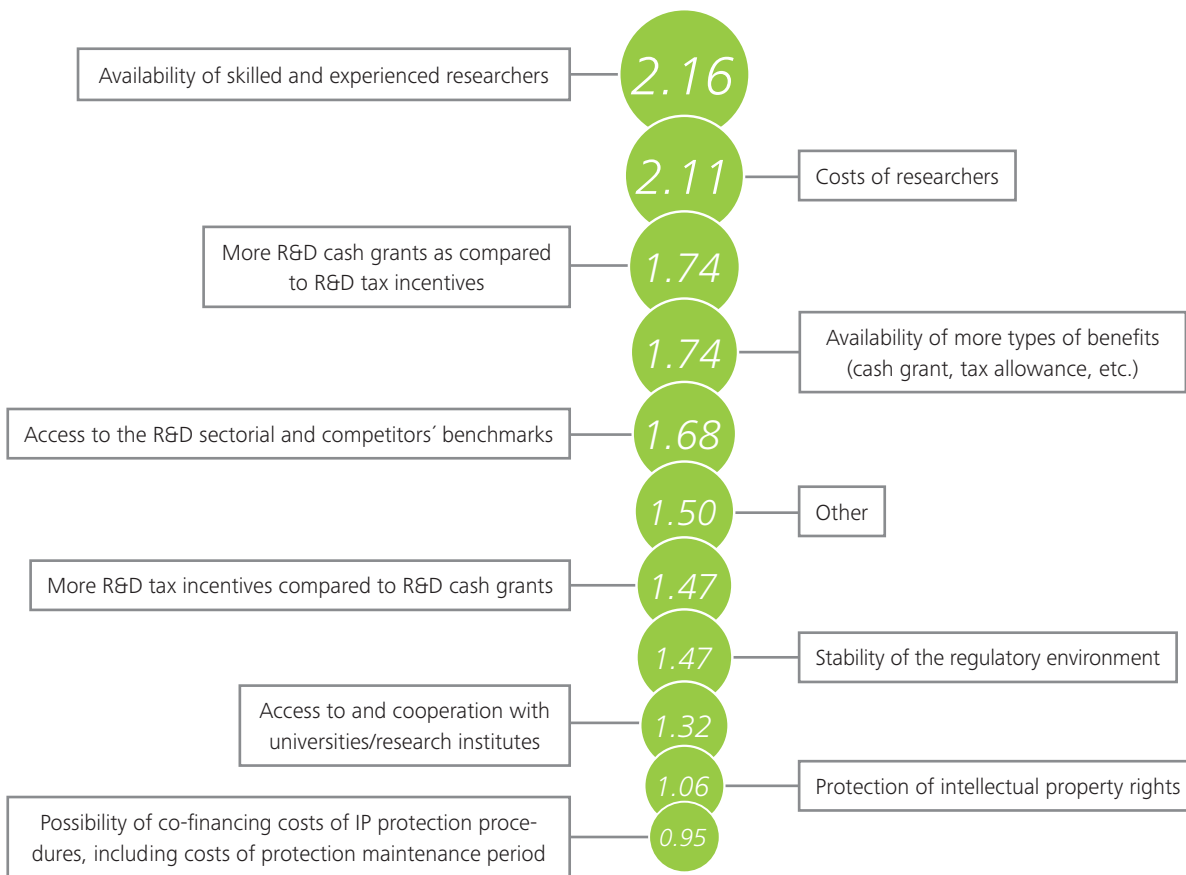 Availability of skilled and experienced researchers
2.16
2.11
Costs of researchers
More R&D cash grants as compared
to R&D tax incentives
1.74
1.74
Availability of more types of benefits
(cash grant, tax allowance, etc.)
Access to the R&D sectorial and competitors´ benchmarks
1.68
1.50
Other
More R&D tax incentives compared to R&D cash grants
1.47
1.47
Stability of the regulatory environment
Access to and cooperation with
universities/research institutes
1.32
1.06
Protection of intellectual property rights
Possibility of co-financing costs of IP protection proce-
dures, including costs of protection maintenance period
0.95